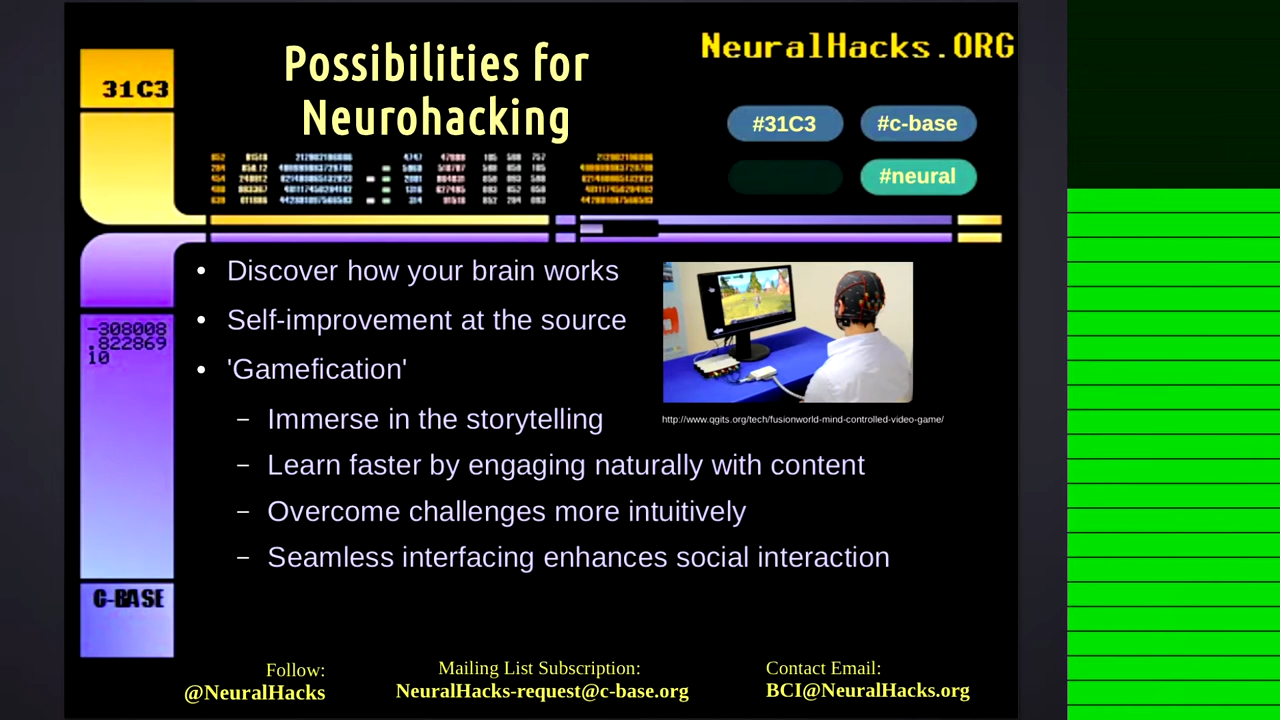 31C3
Possibilities for
Neurohacking
NeuralHacks.ORG
#31C3
#c-base
#neural
-308008
.822869
10
• Discover how your brain works
• Self-improvement at the source
• 'Gamefication'
– Immerse in the storytelling
– Learn faster by engaging naturally with content
– Overcome challenges more intuitively
– Seamless interfacing enhances social interaction
http://www.qgits.org/tech/fusionworld-mind-controlled-video-game/
C-BASE
Follow:
@NeuralHacks
Mailing List Subscription:
NeuralHacks-request@c-base.org
Contact Email:
BCI@NeuralHacks.org